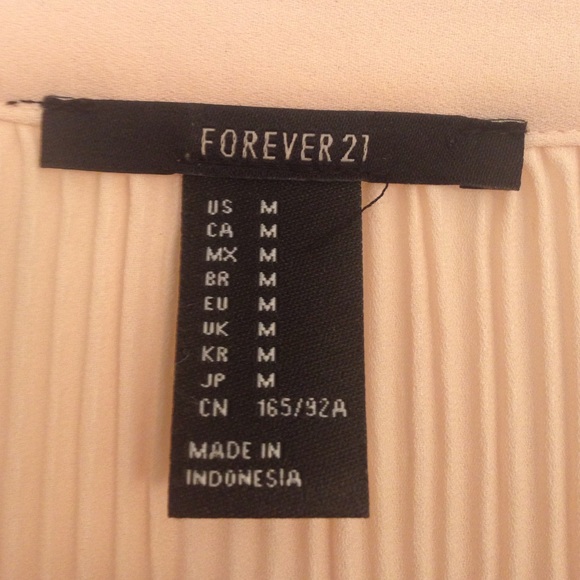 FOREVER 21
US M
CA M
MX M
BR M
EU M
UK M
KR M
JP M
CN 165/92A
MADE IN
INDONESIA